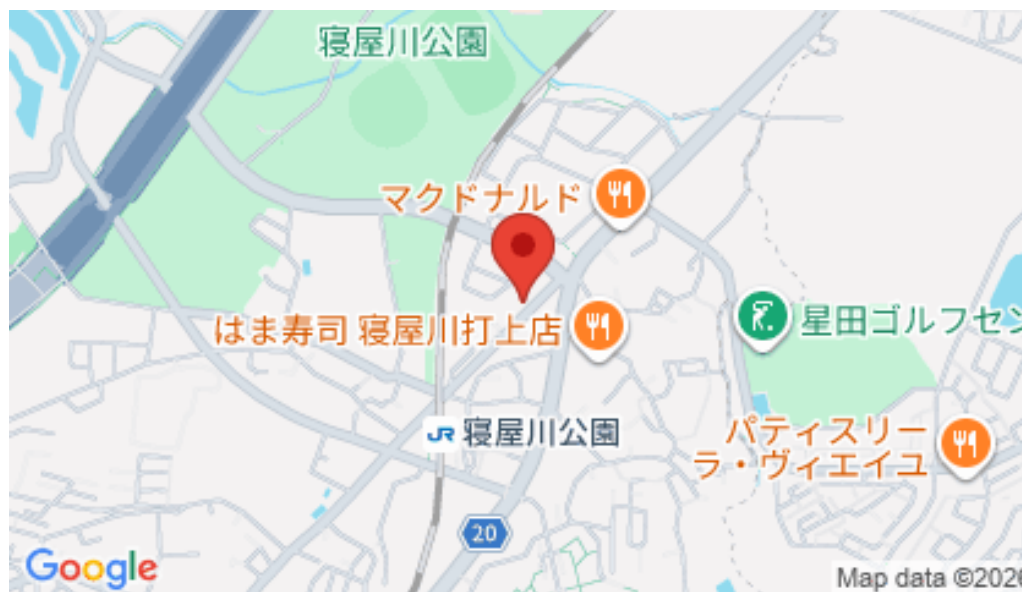 寝屋川公園
マクドナルド
はま寿司 寝屋川打上店
星田ゴルフセン
JR 寝屋川公園
パティスリー
ラ・ヴィエイユ
20
Google
Map data ©2026